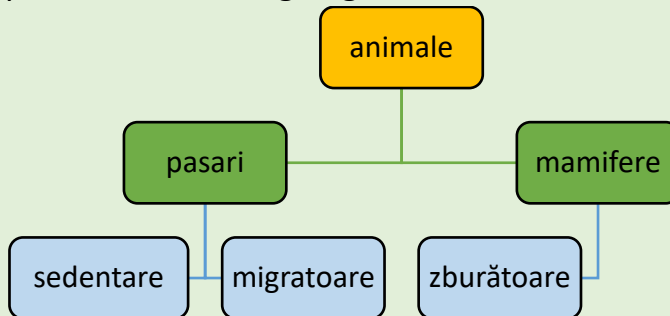 animale
pasari
mamifere
sedentare
migratoare
zburătoare